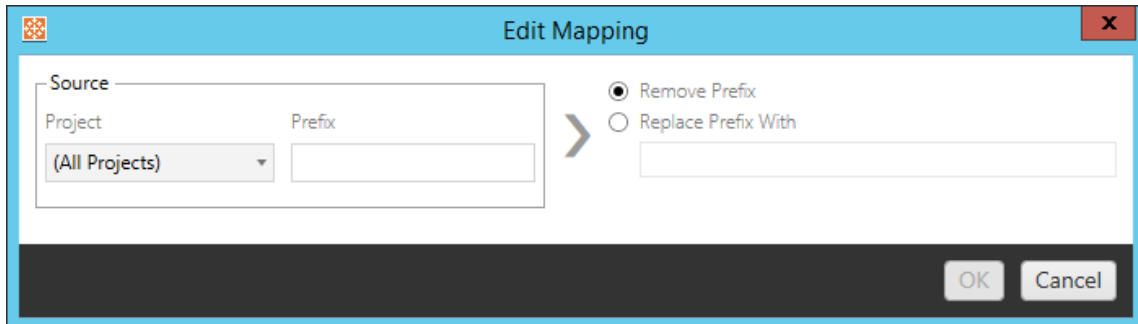 Edit Mapping
x
Source
Project
Prefix
(All Projects)
Remove Prefix
Replace Prefix With
OK
Cancel